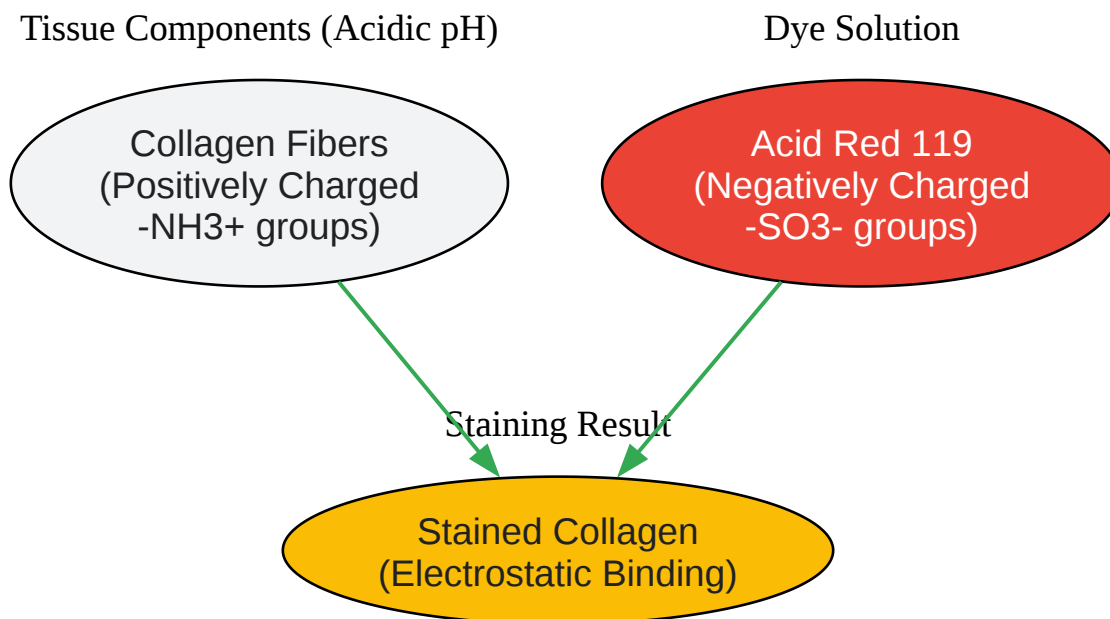 Tissue Components (Acidic pH)
Dye Solution
Collagen Fibers
(Positively Charged
-NH3+ groups)
Acid Red 119
(Negatively Charged
-SO3- groups)
Staining Result
Stained Collagen
(Electrostatic Binding)